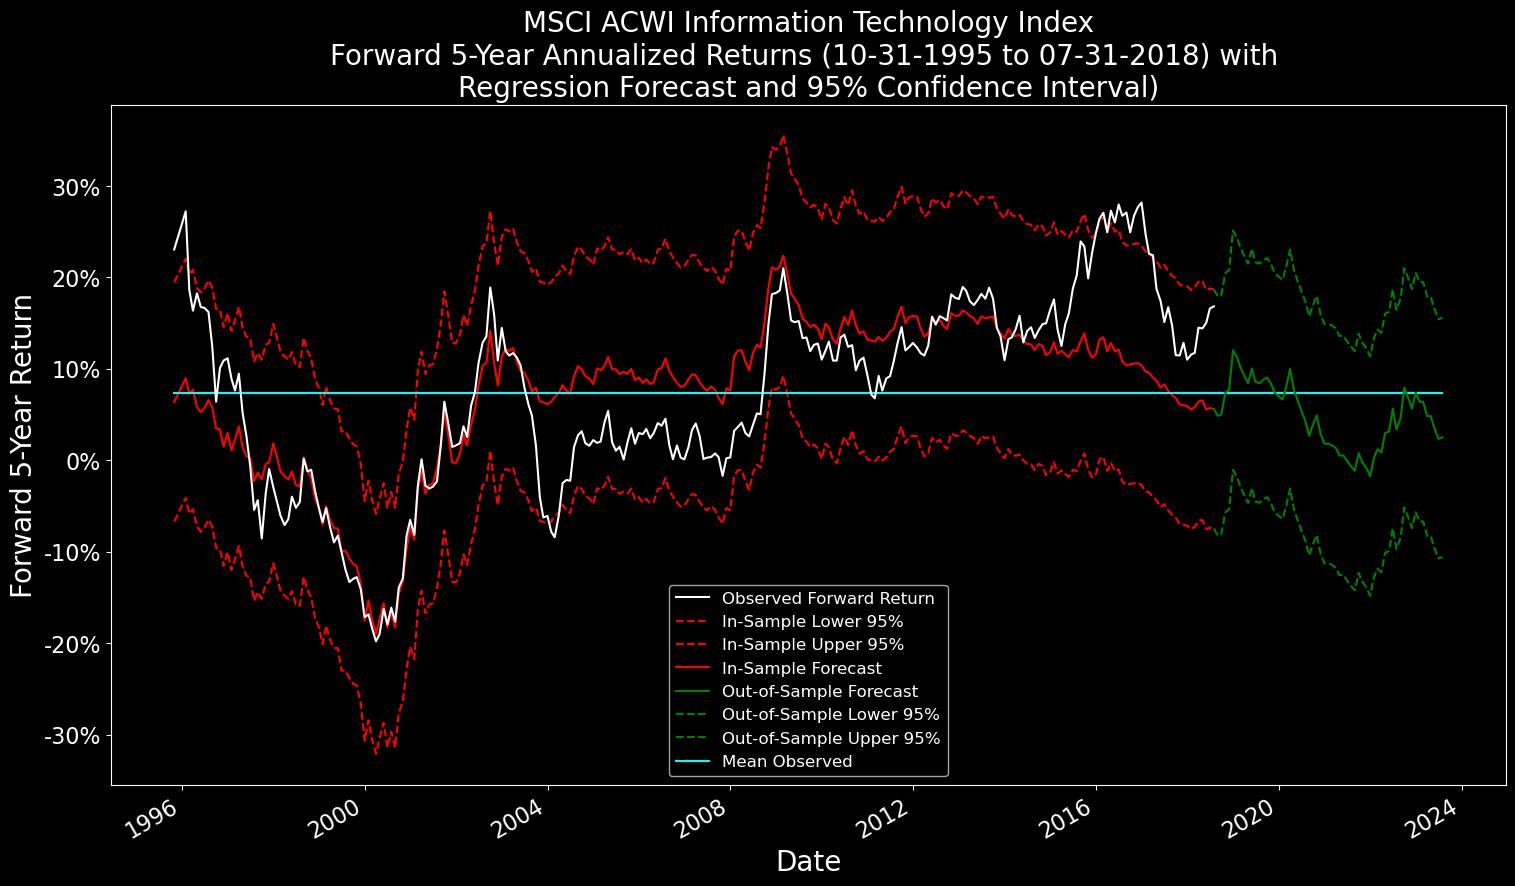 MSCI ACWI Information Technology Index
Forward 5-Year Annualized Returns (10-31-1995 to 07-31-2018) with
Regression Forecast and 95% Confidence Interval)
Forward 5-Year Return
30%
20%
10%
0%
-10%
-20%
-30%
Observed Forward Return
In-Sample Lower 95%
In-Sample Upper 95%
In-Sample Forecast
Out-of-Sample Forecast
Out-of-Sample Lower 95%
Out-of-Sample Upper 95%
Mean Observed
1996
2000
2004
2008
2012
2016
2020
2024
Date